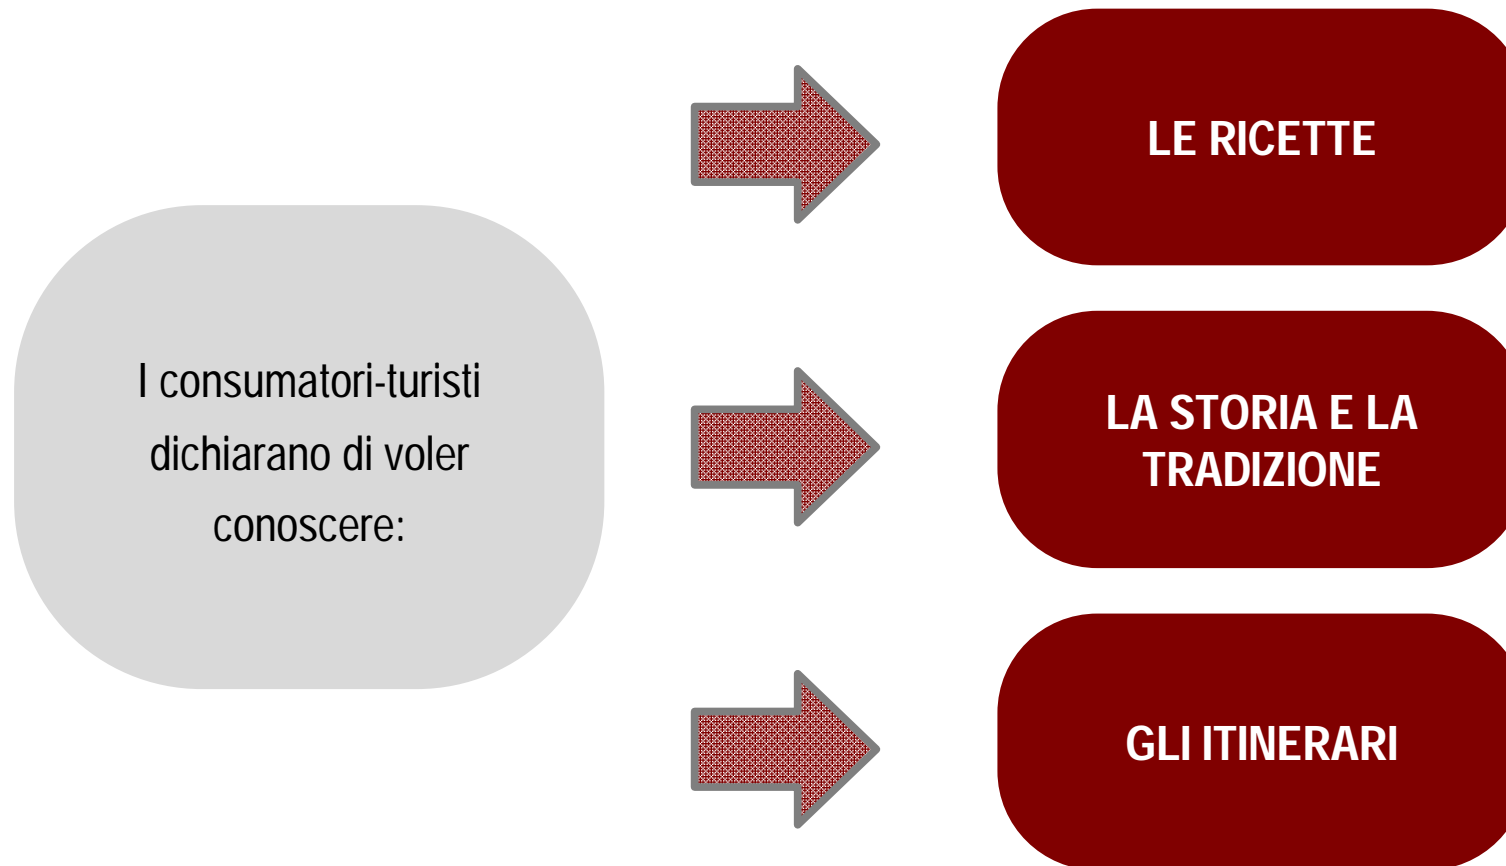 I consumatori-turisti
dichiarano di voler
conoscere:
LE RICETTE
LA STORIA E LA
TRADIZIONE
GLI ITINERARI